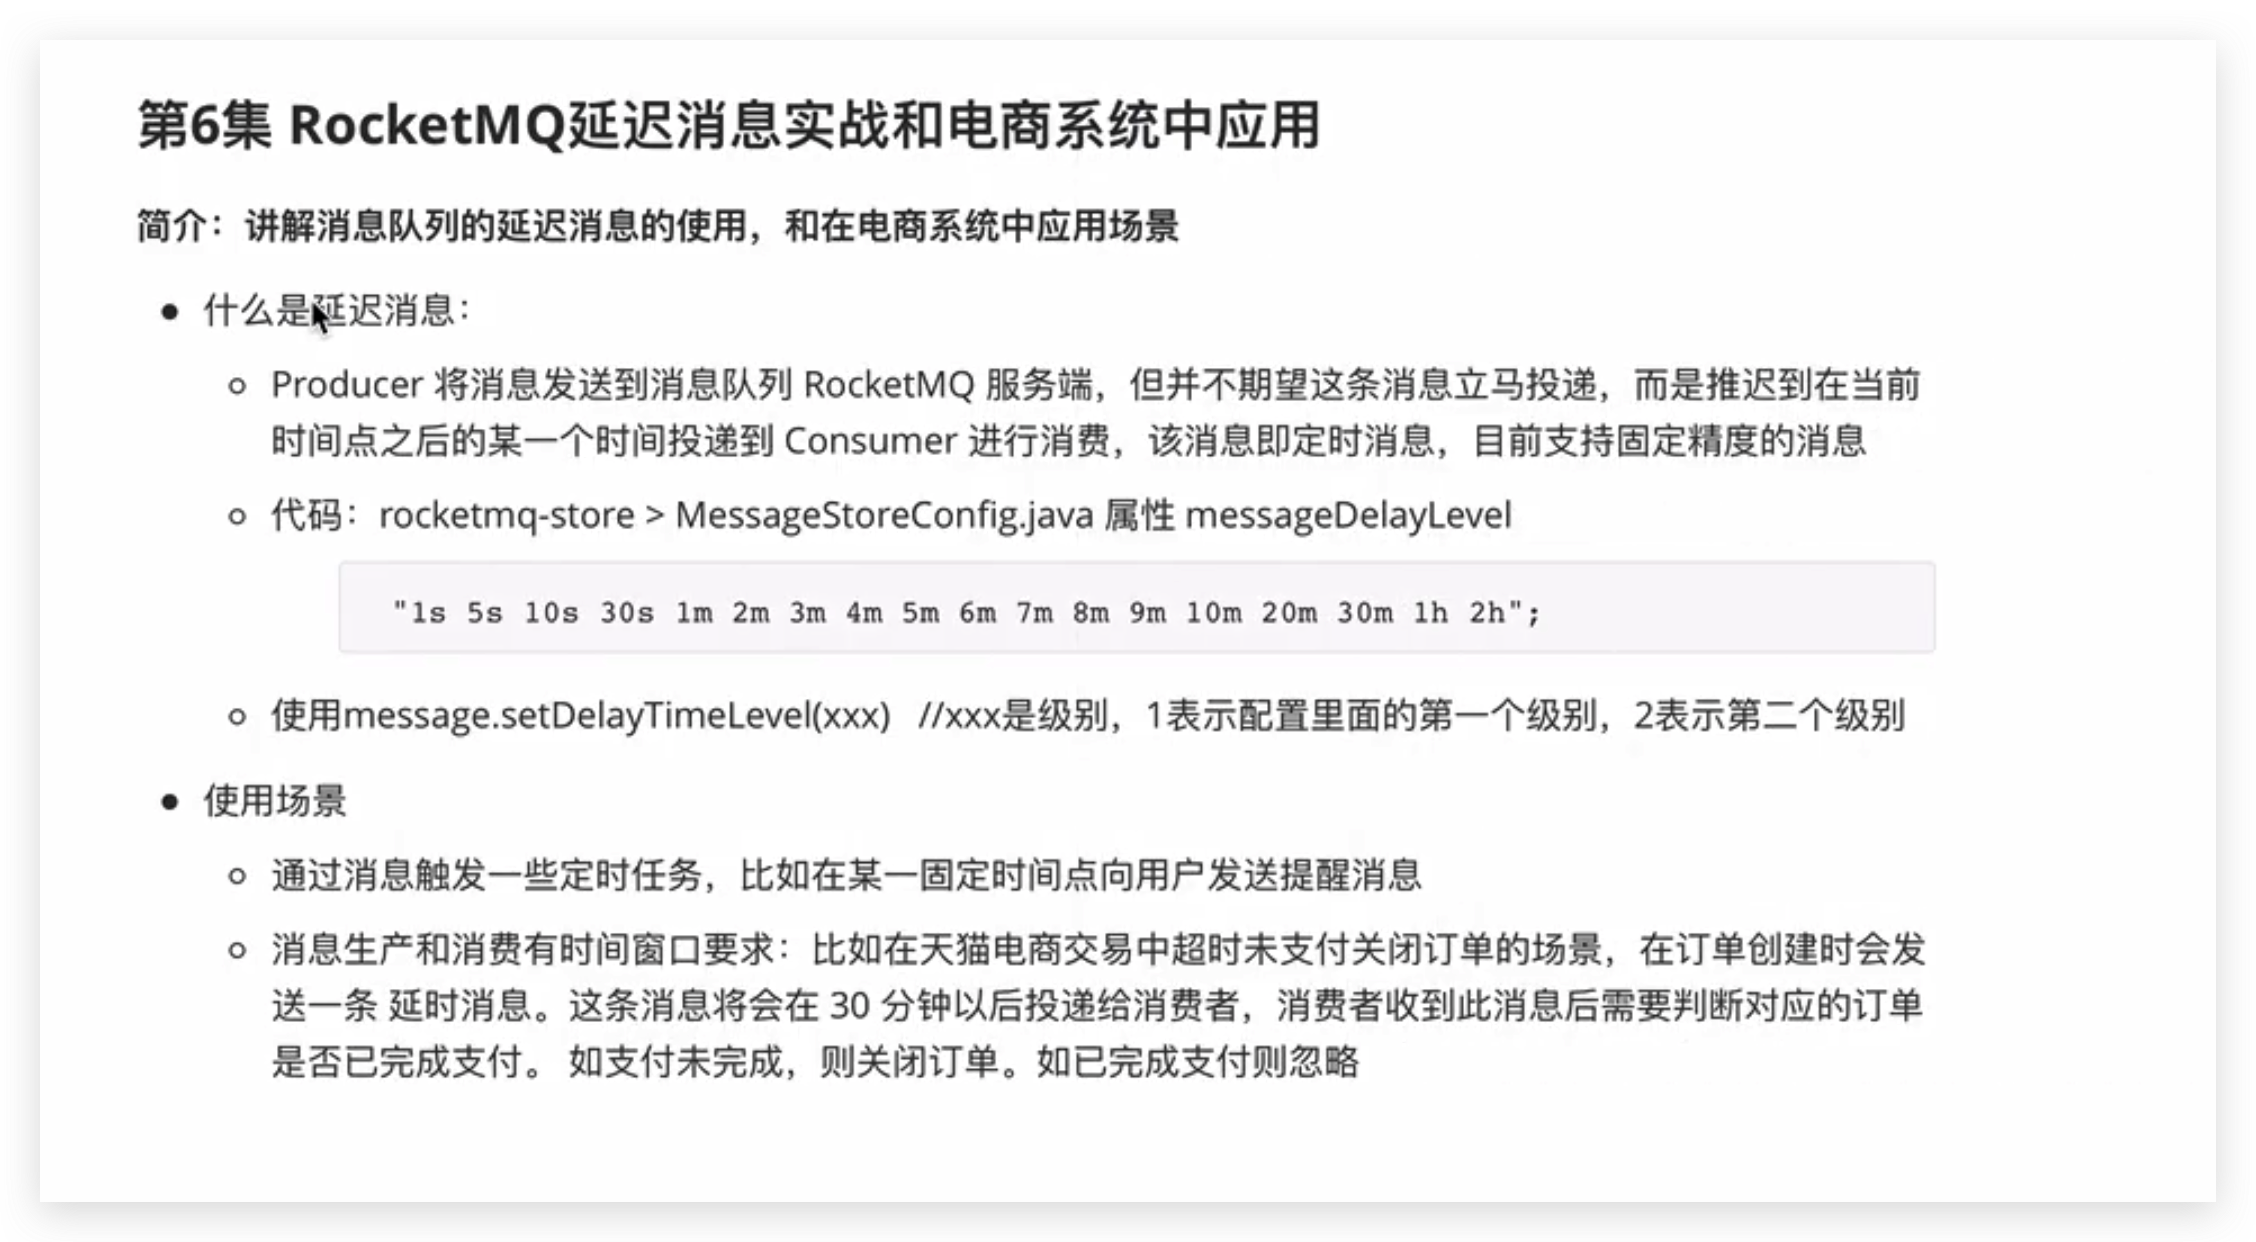 第6集 RocketMQ延迟消息实战和电商系统中应用
简介：讲解消息队列的延迟消息的使用，和在电商系统中应用场景
什么是延迟消息：
Producer 将消息发送到消息队列 RocketMQ 服务端，但并不期望这条消息立马投递，而是推迟到在当前
时间点之后的某一个时间投递到 Consumer 进行消费，该消息即定时消息，目前支持固定精度的消息
代码：rocketmq-store > MessageStoreConfig.java 属性 messageDelayLevel
"1s 5s 10s 30s 1m 2m 3m 4m 5m 6m 7m 8m 9m 10m 20m 30m 1h 2h";
使用message.setDelayTimeLevel(xxx) //xxx是级别，1表示配置里面的第一个级别，2表示第二个级别
使用场景
通过消息触发一些定时任务，比如在某一固定时间点向用户发送提醒消息
消息生产和消费有时间窗口要求：比如在天猫电商交易中超时未支付关闭订单的场景，在订单创建时会发
送一条 延时消息。这条消息将会在 30 分钟以后投递给消费者，消费者收到此消息后需要判断对应的订单
是否已完成支付。 如支付未完成，则关闭订单。如已完成支付则忽略